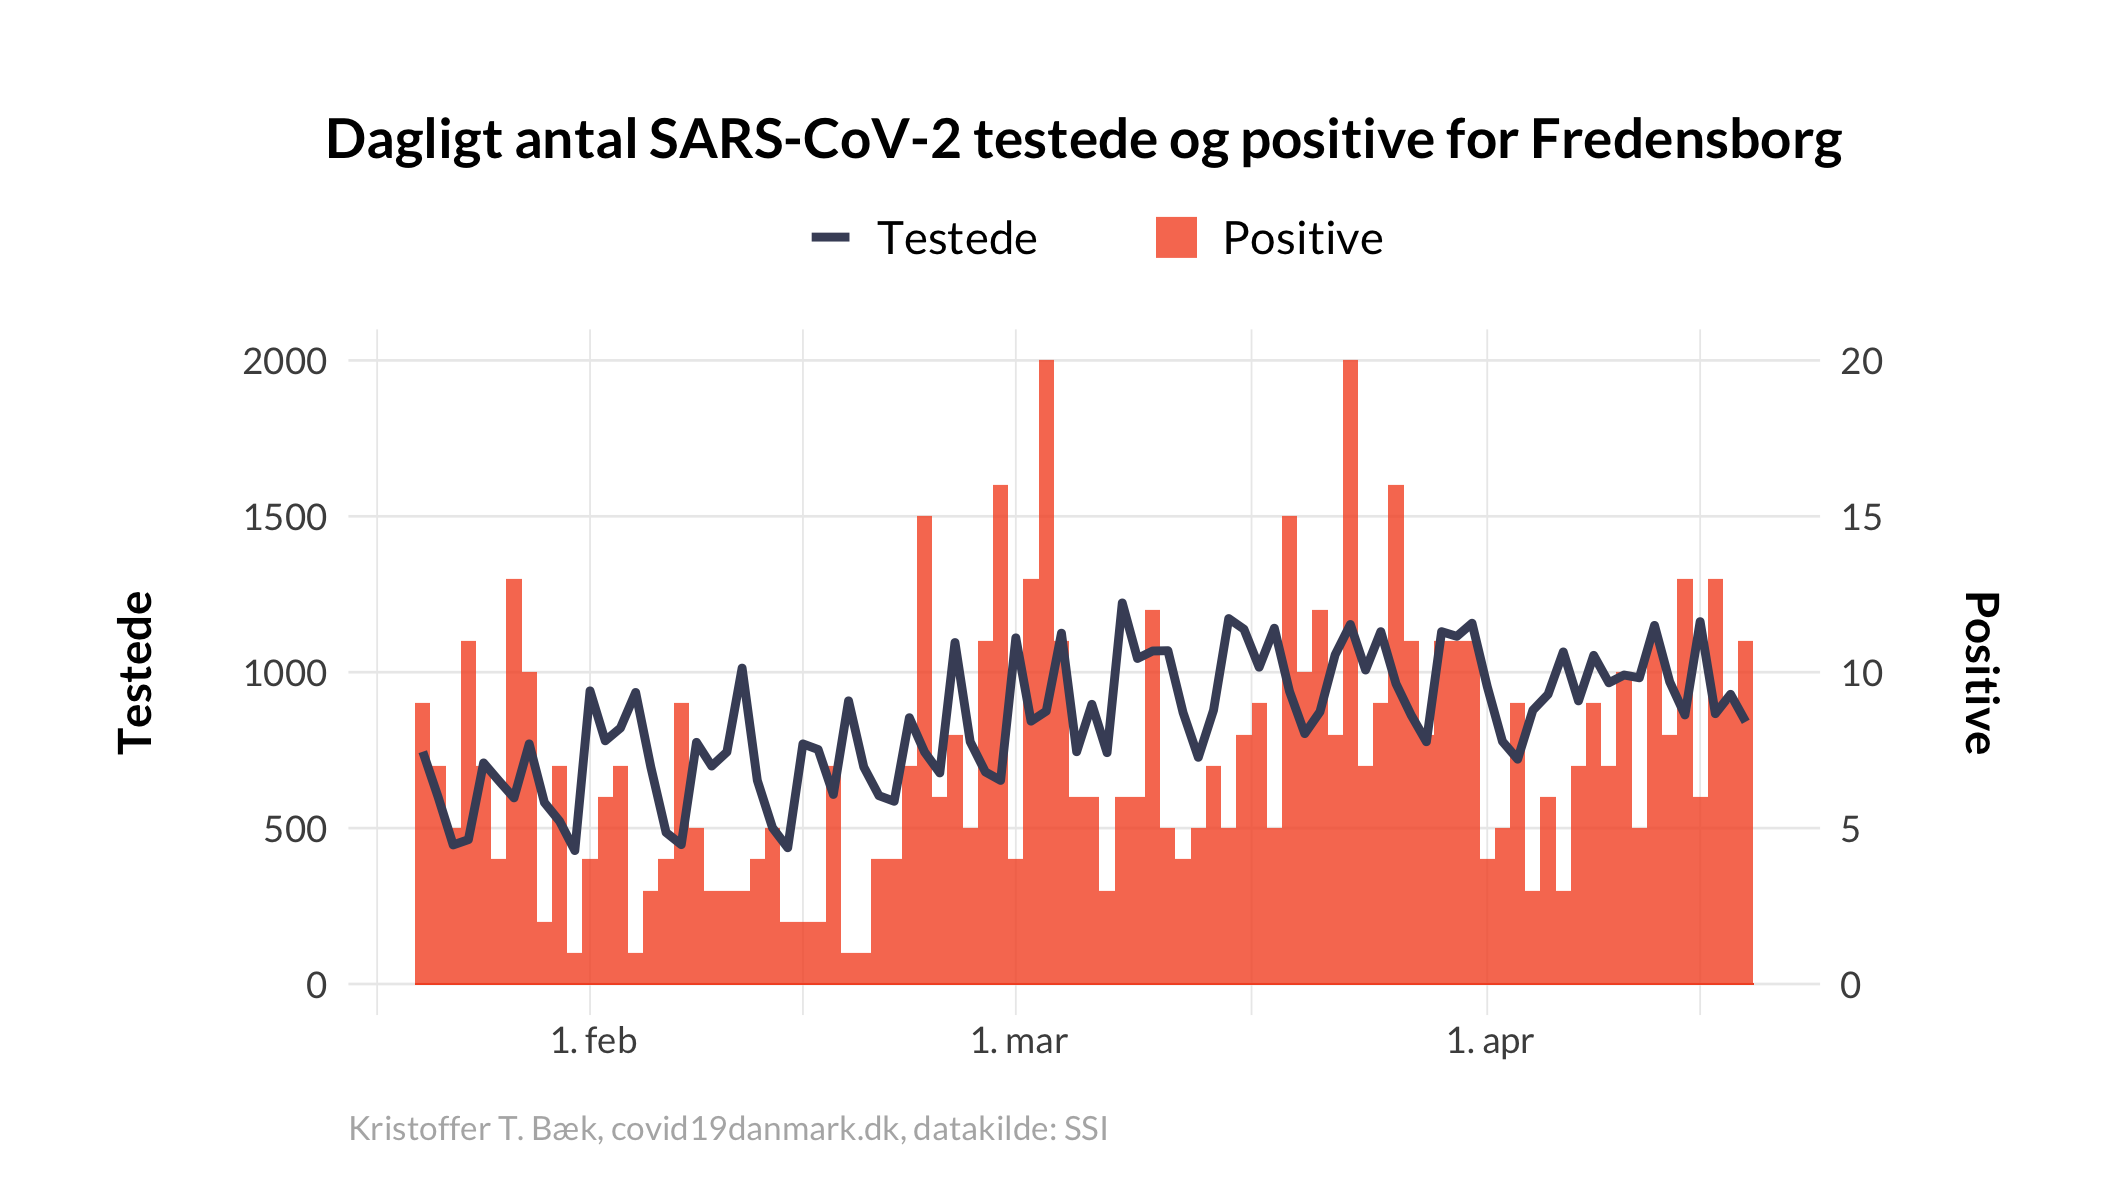 Dagligt antal SARS-CoV-2 testede og positive for Fredensborg
Testede
Positive
2000
1500
1000
500
0
Testede
20
15
10
5
0
Positive
1. feb
1. mar
1. apr
Kristoffer T. Bæk, covid19danmark.dk, datakilde: SSI